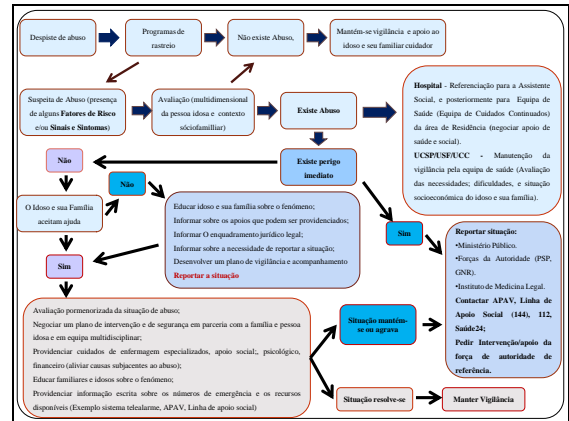 Despiste de abuso
Programas de
rastreio
Não existe Abuso,
Mantém-se vigilância e apoio ao
idoso e seu familiar cuidador
Suspeita de Abuso (presença
de alguns Fatores de Risco
e/ou Sinais e Sintomas)
Avaliação (multidimensional
da pessoa idosa e contexto
sóciofamilliar)
Existe Abuso
Hospital - Referenciação para a Assistente
Social, e posteriormente para Equipa de
Saúde (Equipa de Cuidados Continuados)
da área de Residência (negociar apoio de
saúde e social).
UCSP/USF/UCC - Manutenção da
vigilância pela equipa de saúde (Avaliação
das necessidades; dificuldades, e situação
socioeconómica do idoso e sua família).
Não
Existe perigo
imediato
Não
O Idoso e sua Família
aceitam ajuda
Educar idoso e sua família sobre o fenómeno;
Informar sobre os apoios que podem ser providenciados;
Informar O enquadramento jurídico legal;
Informar sobre a necessidade de reportar a situação;
Desenvolver um plano de vigilância e acompanhamento
Reportar a situação
Sim
Sim
Reportar situação:
•Ministério Público.
•Forças da Autoridade (PSP,
GNR).
•Instituto de Medicina Legal.
Contactar APAV, Linha de
Apoio Social (144), 112,
Saúde24;
Pedir Intervenção/apoio da
força de autoridade de
referência.
Avaliação pormenorizada da situação de abuso;
Negociar um plano de intervenção e de segurança em parceria com a família e pessoa
idosa e em equipa multidisciplinar;
Providenciar cuidados de enfermagem especializados, apoio social;, psicológico,
financeiro (aliviar causas subjacentes ao abuso);
Educar familiares e idosos sobre o fenómeno;
Providenciar informação escrita sobre os números de emergência e os recursos
disponíveis (Exemplo sistema telealarme, APAV, Linha de apoio social)
Situação mantém-
se ou agrava
Situação resolve-se
Manter Vigilância